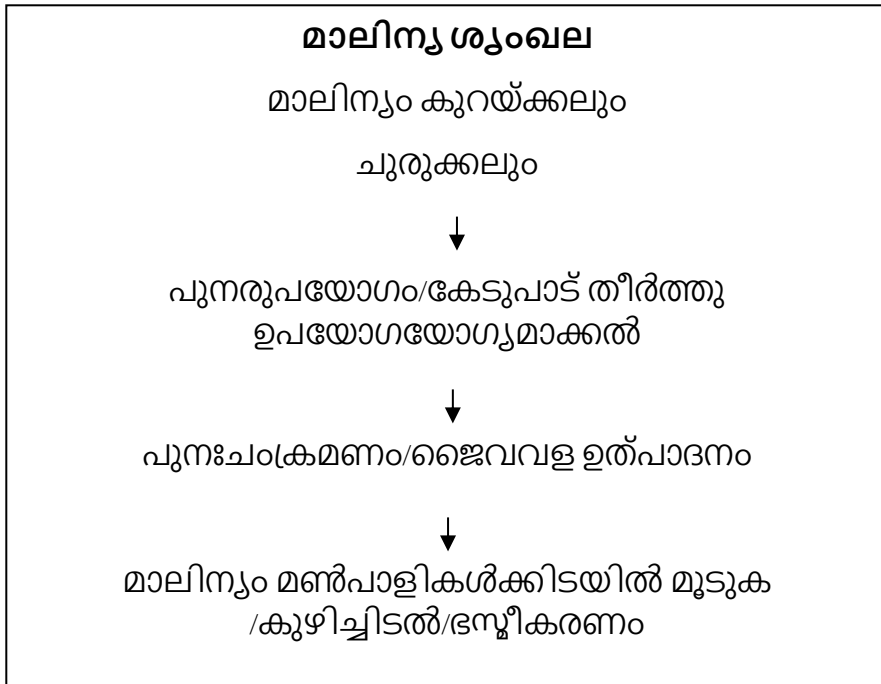 മാലിന്യ ശൃംഖല
മാലിന്യം കുറയ്ക്കലും
ചുരുക്കലും
പുനരുപയോഗം/കേടുപാട് തീർത്തു
ഉപയോഗയോഗ്യമാക്കൽ
പുനഃചംക്രമണം/ജൈവവള ഉത്പാദനം
മാലിന്യം മൺപാളികൾക്കിടയിൽ മൂടുക
/കുഴിച്ചിടൽ/ഭസ്മീകരണം